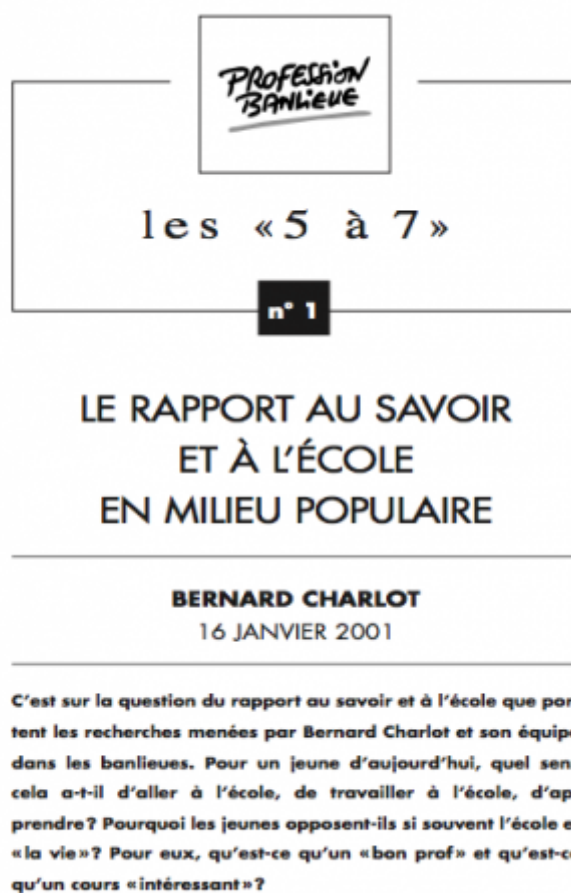 PROFESSION
BANLIEUE
les «5 à 7»
n° 1
LE RAPPORT AU SAVOIR
ET À L'ÉCOLE
EN MILIEU POPULAIRE
BERNARD CHARLOT
16 JANVIER 2001
C'est sur la question du rapport au savoir et à l'école que por
tent les recherches menées par Bernard Charlot et son équipe
dans les banlieues. Pour un jeune d'aujourd'hui, quel sen
cela a-t-il d'aller à l'école, de travailler à l'école, d'ap
prendre? Pourquoi les jeunes opposent-ils si souvent l'école e
«la vie»? Pour eux, qu'est-ce qu'un «bon prof» et qu'est-ce
qu'un cours «intéressant»?